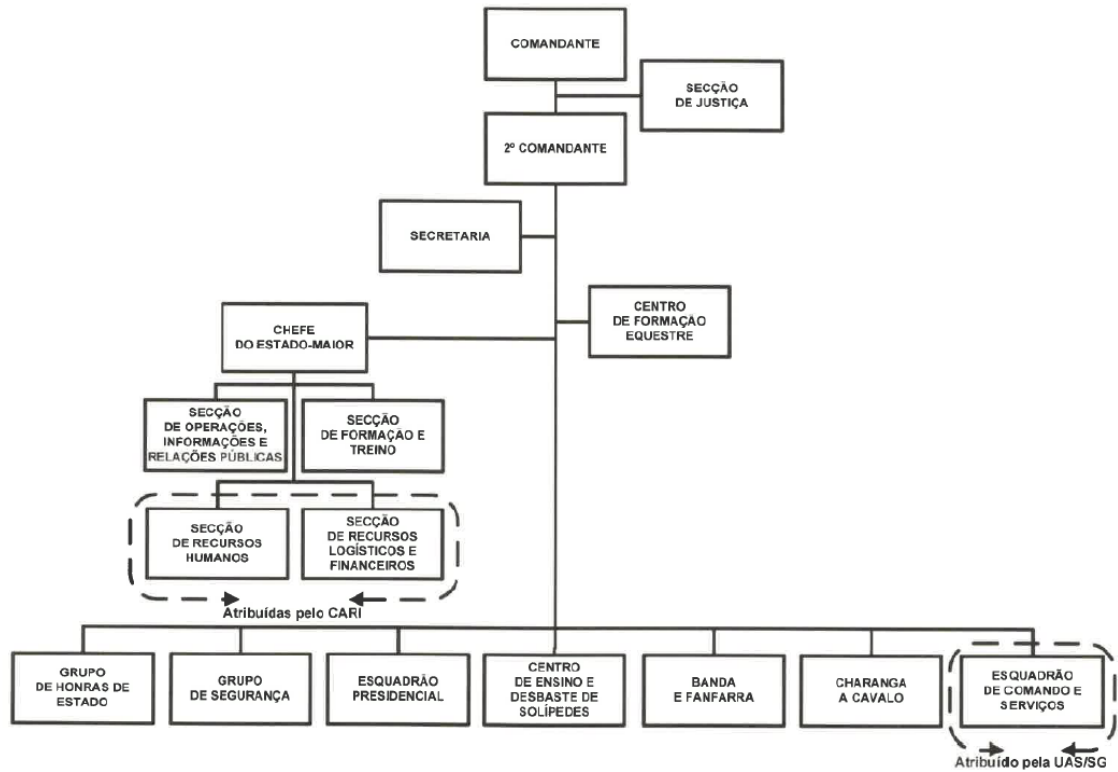 COMANDANTE
SECÇÃO
DE JUSTIÇA
2º COMANDANTE
SECRETARIA
CENTRO
DE FORMAÇÃO
EQUESTRE
CHEFE
DO ESTADO-MAIOR
SECÇÃO
DE OPERAÇÕES,
INFORMAÇÕES E
RELAÇÕES PÚBLICAS
SECÇÃO
DE FORMAÇÃO E
TREINO
SECÇÃO
DE RECURSOS
HUMANOS
SECÇÃO
DE RECURSOS
LOGÍSTICOS E
FINANCEIROS
Atribuídas pelo CARI
GRUPO
DE HONRAS DE
ESTADO
GRUPO
DE SEGURANÇA
ESQUADRÃO
PRESIDENCIAL
CENTRO
DE ENSINO E
DESBASTE DE
SOLÍPEDES
BANDA
E FANFARRA
CHARANGA
A CAVALO
ESQUADRÃO
DE COMANDO E
SERVIÇOS
Atribuído pela UAS/SG